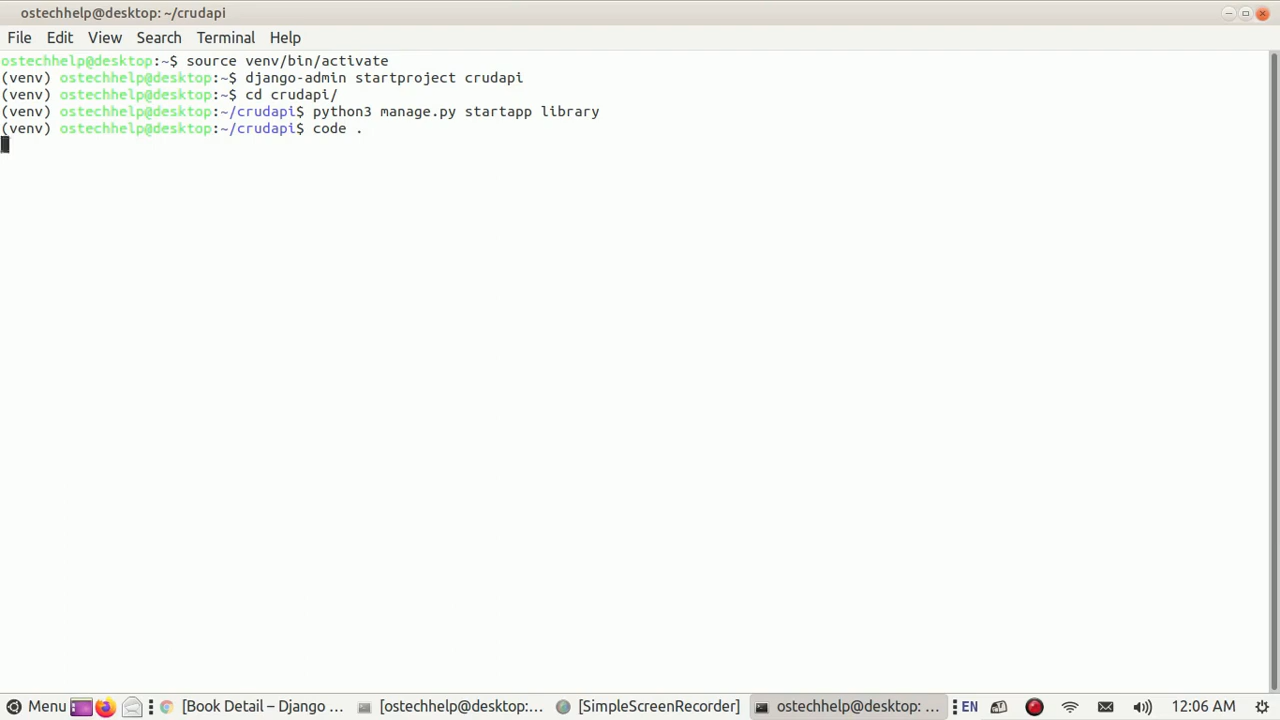 ostechhelp@desktop: ~/crudapi
File Edit View Search Terminal Help
ostechhelp@desktop:~$ source venv/bin/activate
(venv) ostechhelp@desktop:~$ django-admin startproject crudapi
(venv) ostechhelp@desktop:~$ cd crudapi/
(venv) ostechhelp@desktop:~/crudapi$ python3 manage.py startapp library
(venv) ostechhelp@desktop:~/crudapi$ code .
Menu [Book Detail – Django ... [ostechhelp@desktop:... [SimpleScreenRecorder] ostechhelp@desktop: ... EN 12:06 AM